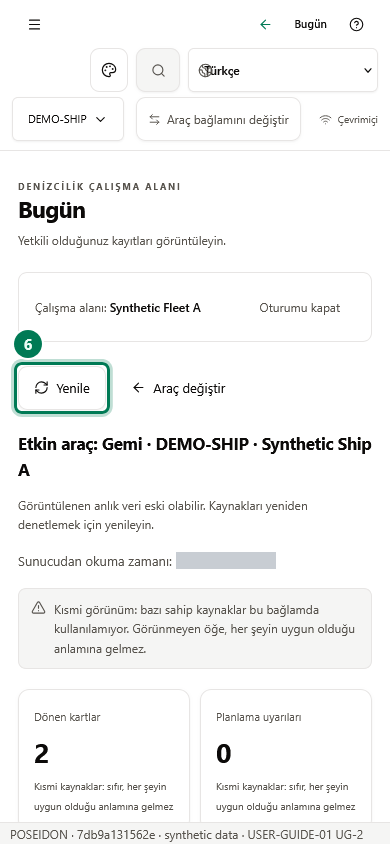 Bugün
Türkçe
DEMO-SHIP
Araç bağlamını değiştir
Çevrimiçi
DENİZCİLİK ÇALIŞMA ALANI
Bugün
Yetkili olduğunuz kayıtları görüntüleyin.
Çalışma alanı: Synthetic Fleet A
Oturumu kapat
6
Yenile
Araç değiştir
Etkin araç: Gemi · DEMO-SHIP · Synthetic Ship
A
Görüntülenen anlık veri eski olabilir. Kaynakları yeniden
denetlemek için yenileyin.
Sunucudan okuma zamanı:
Kısmi görünüm: bazı sahip kaynaklar bu bağlamda
kullanılamıyor. Görünmeyen öğe, her şeyin uygun olduğu
anlamına gelmez.
Dönen kartlar
2
Kısmi kaynaklar: sıfır, her şeyin
uygun olduğu anlamına gelmez
Planlama uyarıları
0
Kısmi kaynaklar: sıfır, her şeyin
uygun olduğu anlamına gelmez
POSEIDON · 7db9a131562e · synthetic data · USER-GUIDE-01 UG-2